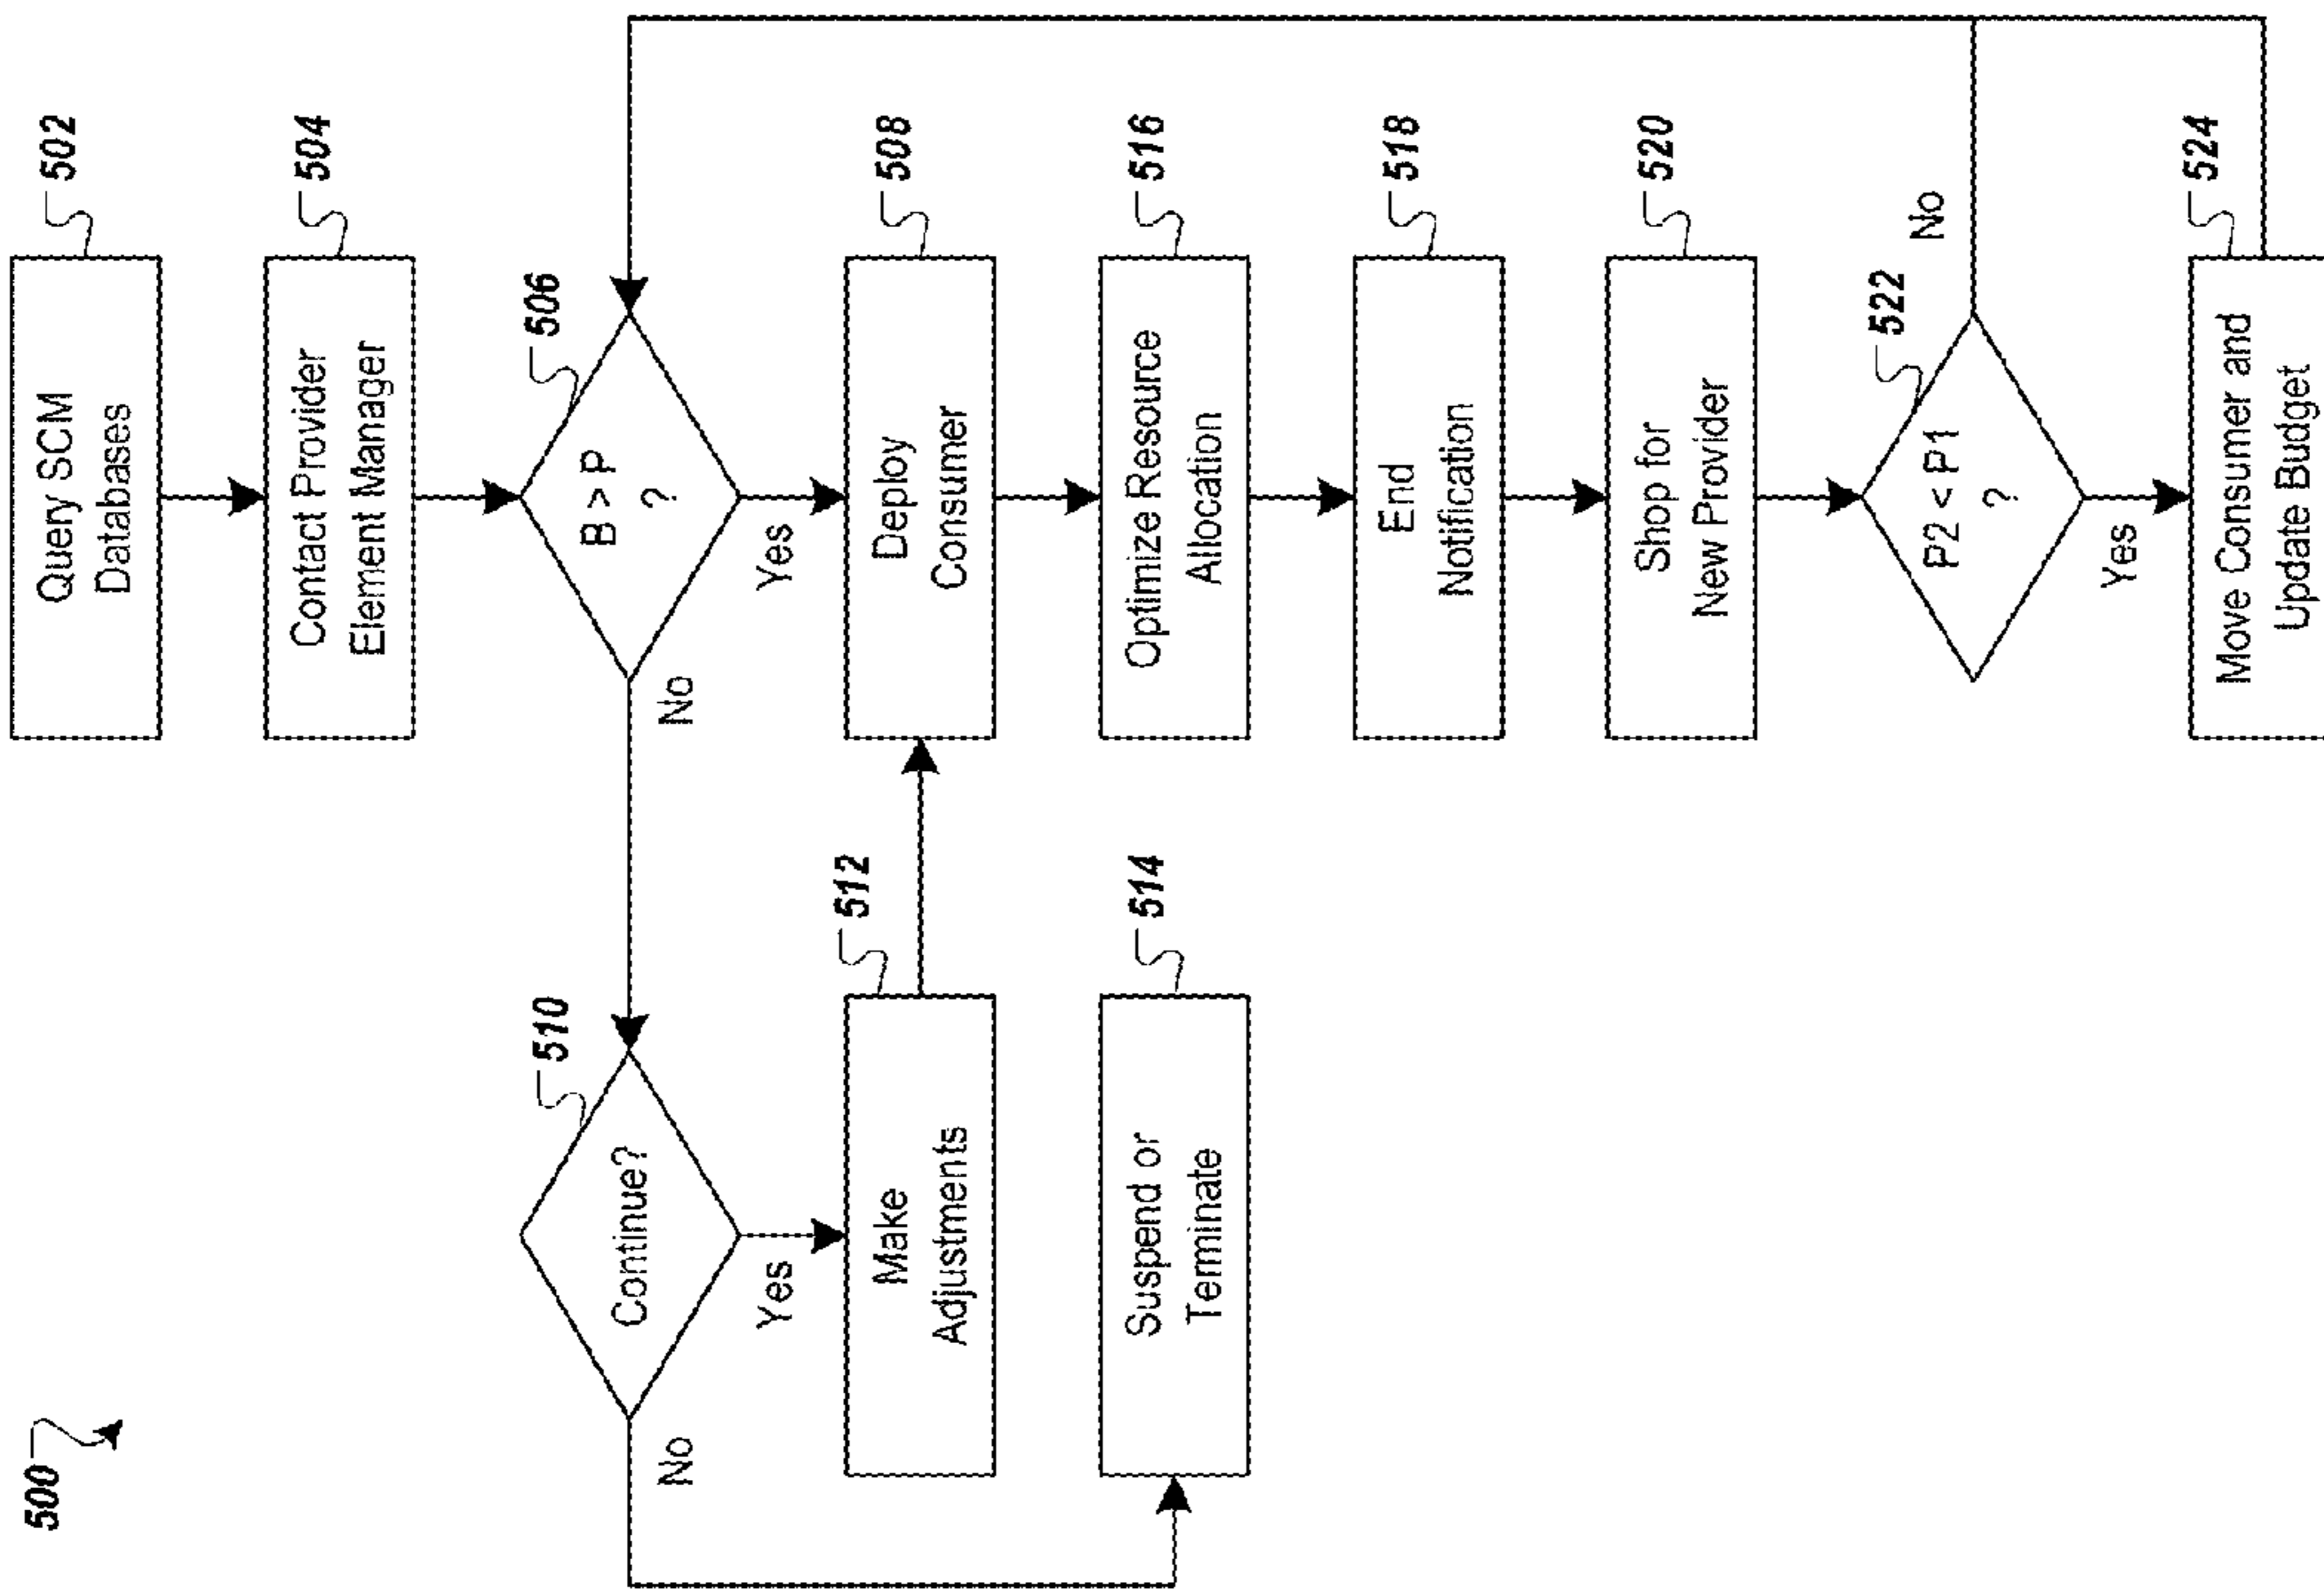 500
Query SCM
Databases
502
Contact Provider
Element Manager
504
B > P
?
506
No
Yes
Continue?
510
No
Yes
Make
Adjustments
512
Deploy
Consumer
508
Suspend or
Terminate
514
Optimize Resource
Allocation
516
End
Notification
518
Shop for
New Provider
520
P2 < P1
?
522
No
Yes
Move Consumer and
Update Budget
524